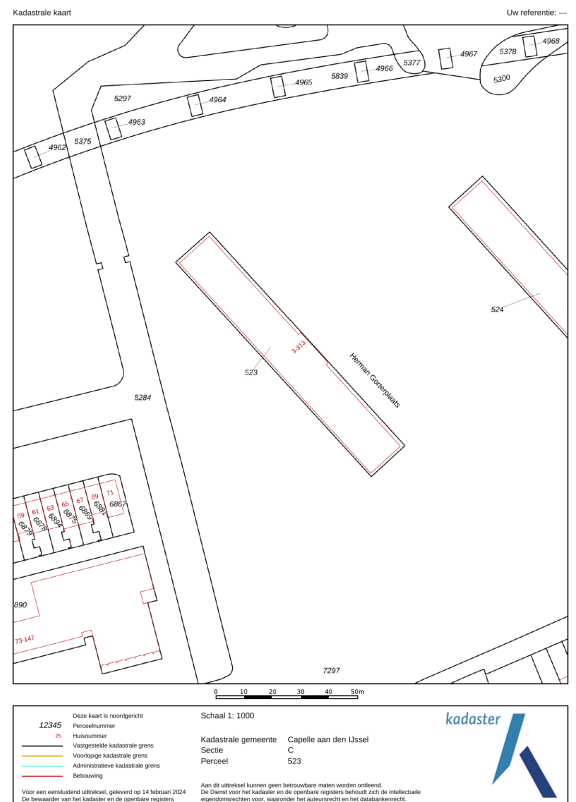 Kadastrale kaart
Uw referentie: ---
4968
5378
4967
5377
4966
5300
5839
4965
5297
4964
4963
5375
4962
524
3-313
Herman Gorterplaats
523
5284
71
69
67
65
63
61
59
6867
6881
6869
6875
6894
6878
6879
890
73-147
7297
0 10 20 30 40 50m
Deze kaart is noordgericht
12345 Perceelnummer
25 Huisnummer
Vastgestelde kadastrale grens
Voorlopige kadastrale grens
Administratieve kadastrale grens
Bebouwing
Voor een eensluidend uittreksel, geleverd op 14 februari 2024
De bewaarder van het kadaster en de openbare registers
Schaal 1: 1000
Kadastrale gemeente Capelle aan den IJssel
Sectie C
Perceel 523
Aan dit uittreksel kunnen geen betrouwbare maten worden ontleend.
De Dienst voor het kadaster en de openbare registers behoudt zich de intellectuele
eigendomsrechten voor, waaronder het auteursrecht en het databankenrecht.
kadaster